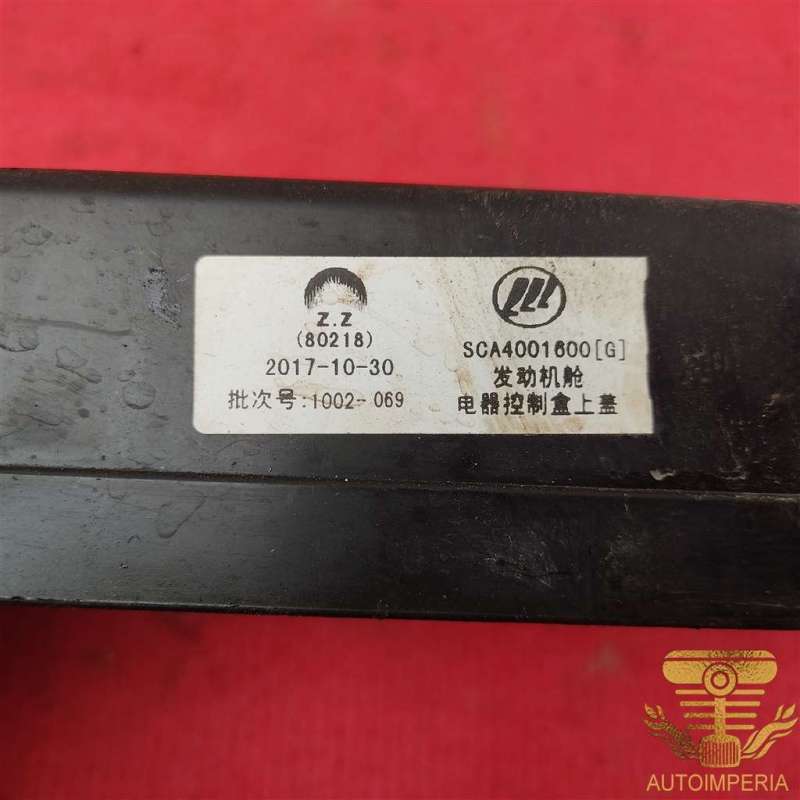 Z.Z
(80218)
2017-10-30
批次号:1002-069
SCA4001600[G]
发动机舱
电器控制盒上盖
AUTOIMPERIA